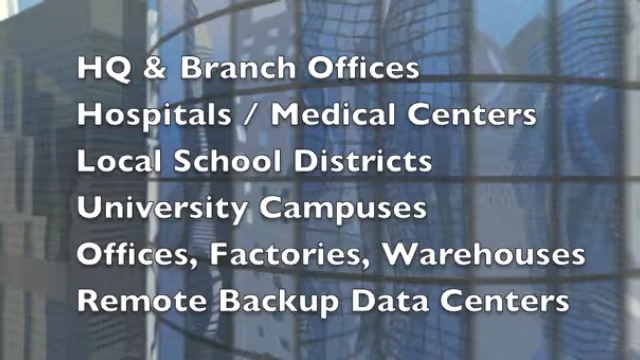 HQ & Branch Offices
Hospitals / Medical Centers
Local School Districts
University Campuses
Offices, Factories, Warehouses
Remote Backup Data Centers